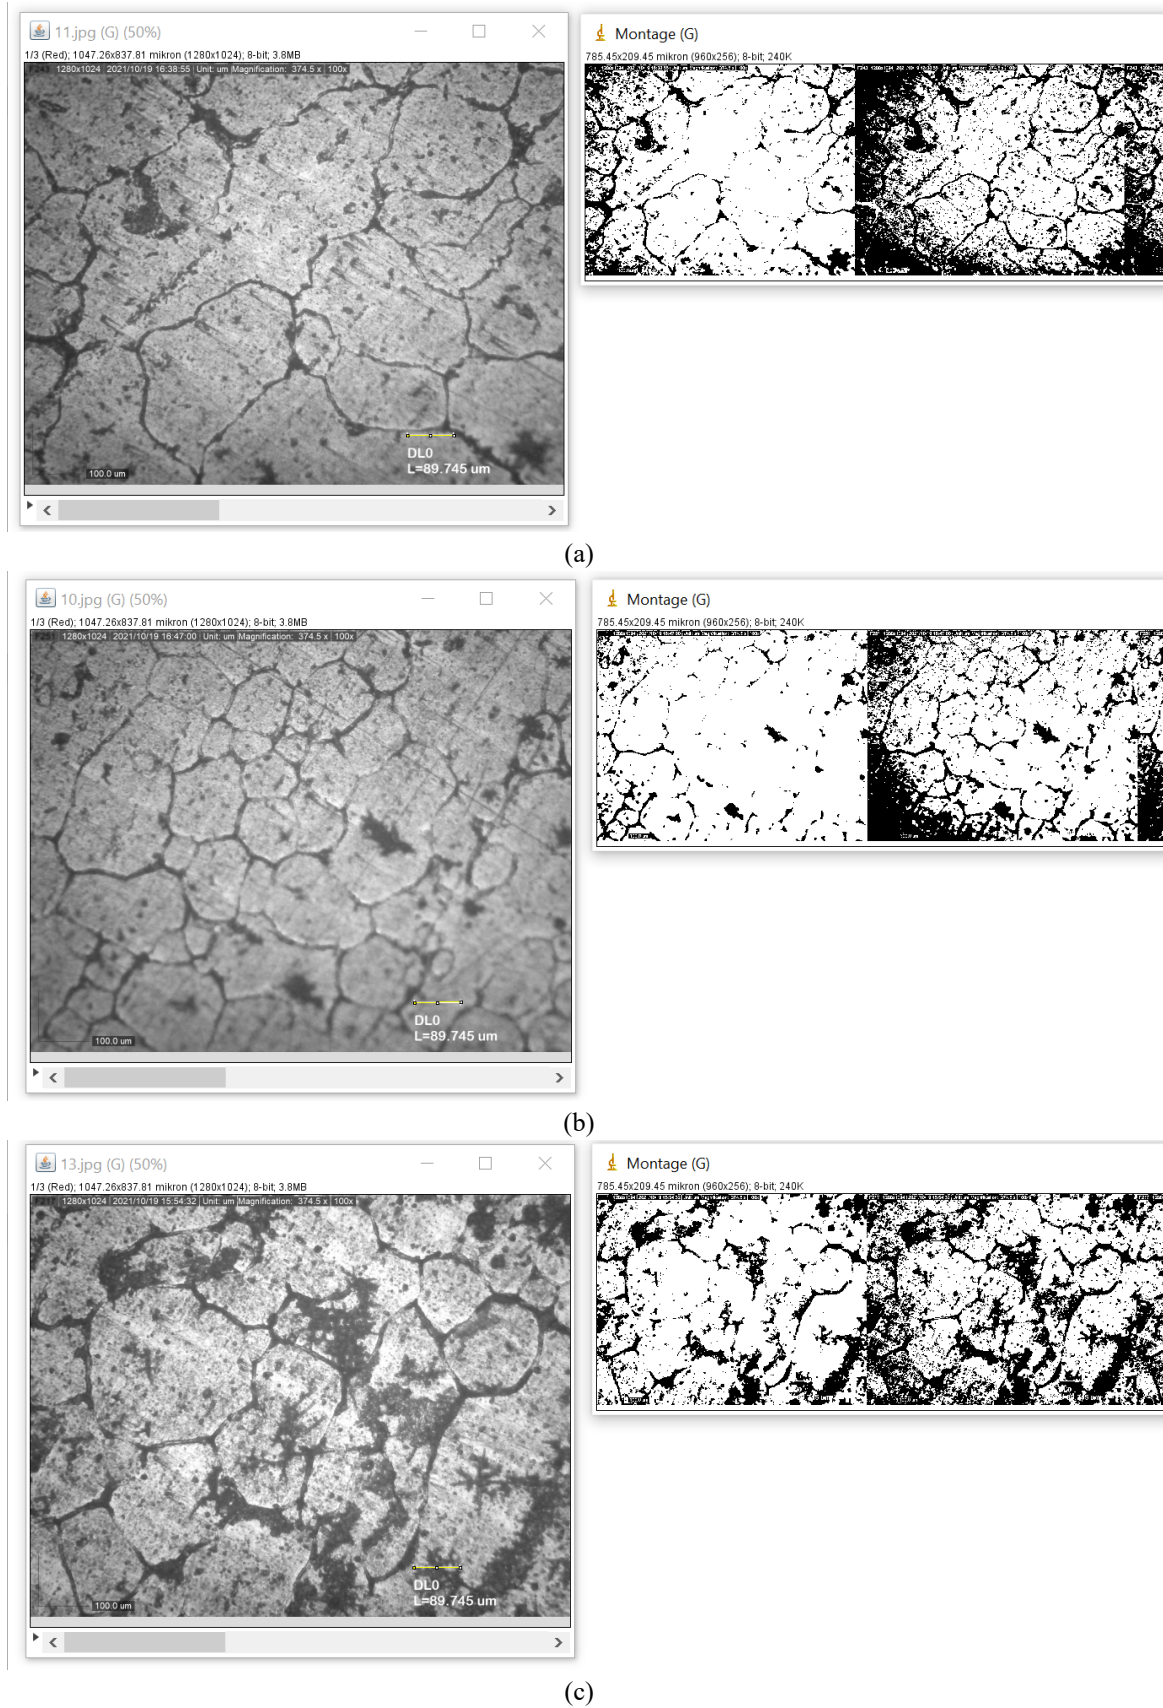 11.jpg (G) (50%)
1/3 (Red); 1047.26x837.81 mikron (1280x1024); 8-bit; 3.8MB
F243 1280x1024 | 2021/10/19 16:38:55 | Unit: um Magnification: 374.5 x | 100x
DL0
L=89.745 um
100.0 um
Montage (G)
785.45x209.45 mikron (960x256); 8-bit; 240K
(a)
10.jpg (G) (50%)
1/3 (Red); 1047.26x837.81 mikron (1280x1024); 8-bit; 3.8MB
F251 1280x1024 | 2021/10/19 16:47:00 | Unit: um Magnification: 374.5 x | 100x
DL0
L=89.745 um
100.0 um
Montage (G)
785.45x209.45 mikron (960x256); 8-bit; 240K
(b)
13.jpg (G) (50%)
1/3 (Red); 1047.26x837.81 mikron (1280x1024); 8-bit; 3.8MB
1280x1024 | 2021/10/19 15:54:32 | Unit: um Magnification: 374.5 x | 100x
DL0
L=89.745 um
100.0 um
Montage (G)
785.45x209.45 mikron (960x256); 8-bit; 240K
(c)